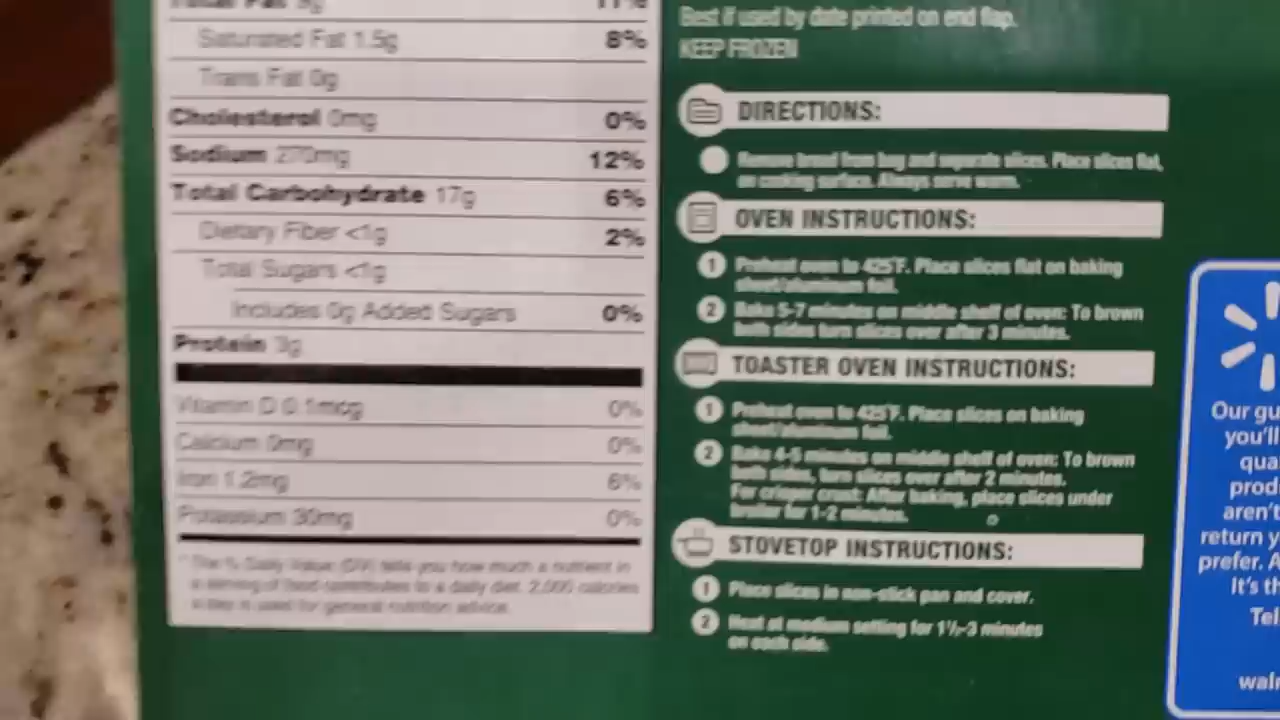 Total Fat 9g 11%
Saturated Fat 1.5g 8%
Trans Fat 0g
Cholesterol 0mg 0%
Sodium 270mg 12%
Total Carbohydrate 17g 6%
Dietary Fiber <1g 2%
Total Sugars <1g
Includes 0g Added Sugars 0%
Protein 3g
Vitamin D 0.1mcg 0%
Calcium 0mg 0%
Iron 1.2mg 6%
Potassium 30mg 0%
* The % Daily Value (DV) tells you how much a nutrient in
a serving of food contributes to a daily diet. 2,000 calories
a day is used for general nutrition advice.
Best if used by date printed on end flap.
KEEP FROZEN
DIRECTIONS:
Remove bread from bag and separate slices. Place slices flat,
on cooking surface. Always serve warm.
OVEN INSTRUCTIONS:
1 Preheat oven to 425°F. Place slices flat on baking
sheet/aluminum foil.
2 Bake 5-7 minutes on middle shelf of oven: To brown
both sides turn slices over after 3 minutes.
TOASTER OVEN INSTRUCTIONS:
1 Preheat oven to 425°F. Place slices on baking
sheet/aluminum foil.
2 Bake 4-5 minutes on middle shelf of oven: To brown
both sides, turn slices over after 2 minutes.
For crisper crust: After baking, place slices under
broiler for 1-2 minutes.
STOVETOP INSTRUCTIONS:
1 Place slices in non-stick pan and cover.
2 Heat at medium setting for 1½-3 minutes
on each side.
Our gu
you'll
qua
prod
aren't
return y
prefer. A
It's th
Tel
waln